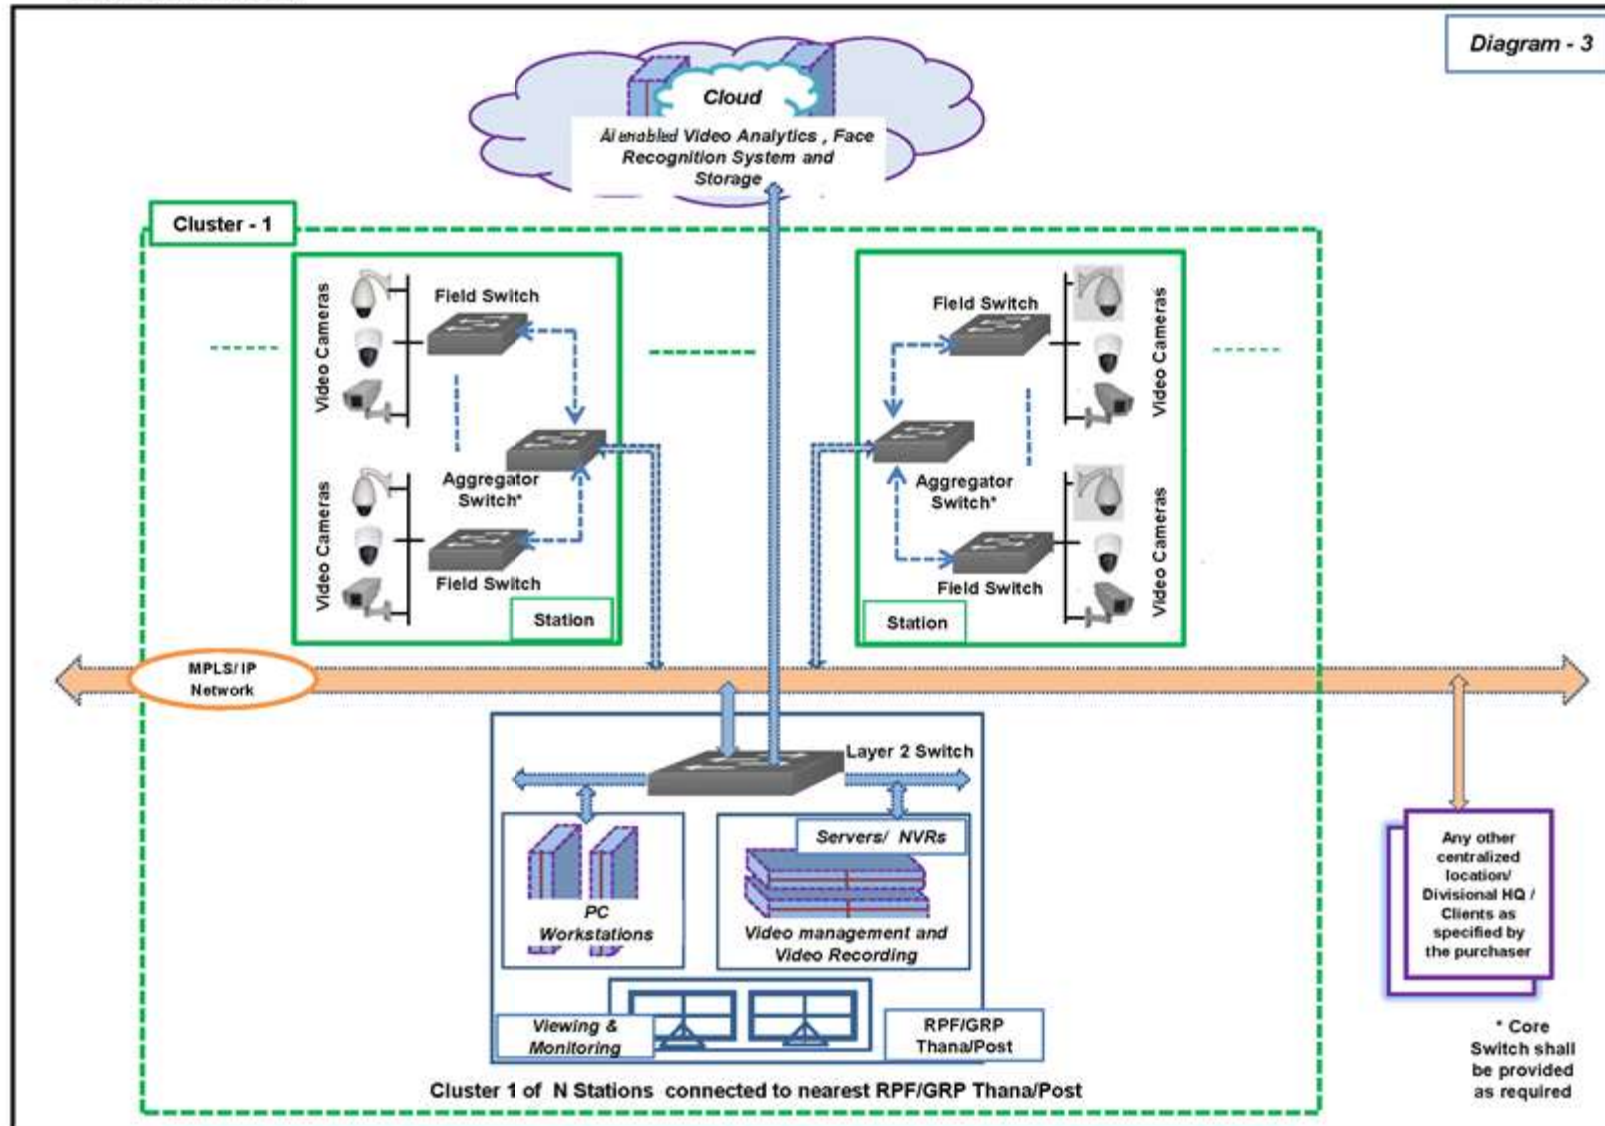 Diagram - 3
Cloud
AI enabled Video Analytics , Face
Recognition System and
Storage
Cluster - 1
Video Cameras
Field Switch
Aggregator
Switch*
Video Cameras
Field Switch
Station
Field Switch
Video Cameras
Aggregator
Switch*
Field Switch
Video Cameras
Station
MPLS/ IP
Network
Layer 2 Switch
PC
Workstations
Servers/ NVRs
Video management and
Video Recording
Viewing &
Monitoring
RPF/GRP
Thana/Post
Cluster 1 of N Stations connected to nearest RPF/GRP Thana/Post
Any other
centralized
location/
Divisional HQ /
Clients as
specified by
the purchaser
* Core
Switch shall
be provided
as required